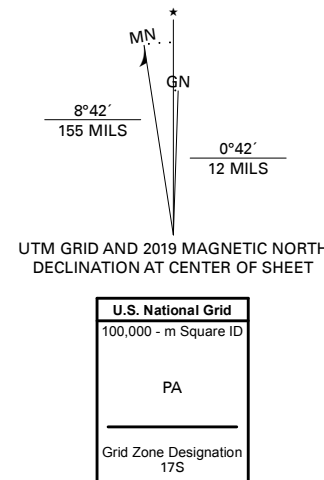 ★
MN
GN
8°42´
155 MILS
0°42´
12 MILS
UTM GRID AND 2019 MAGNETIC NORTH
DECLINATION AT CENTER OF SHEET
U.S. National Grid
100,000 - m Square ID
PA
Grid Zone Designation
17S